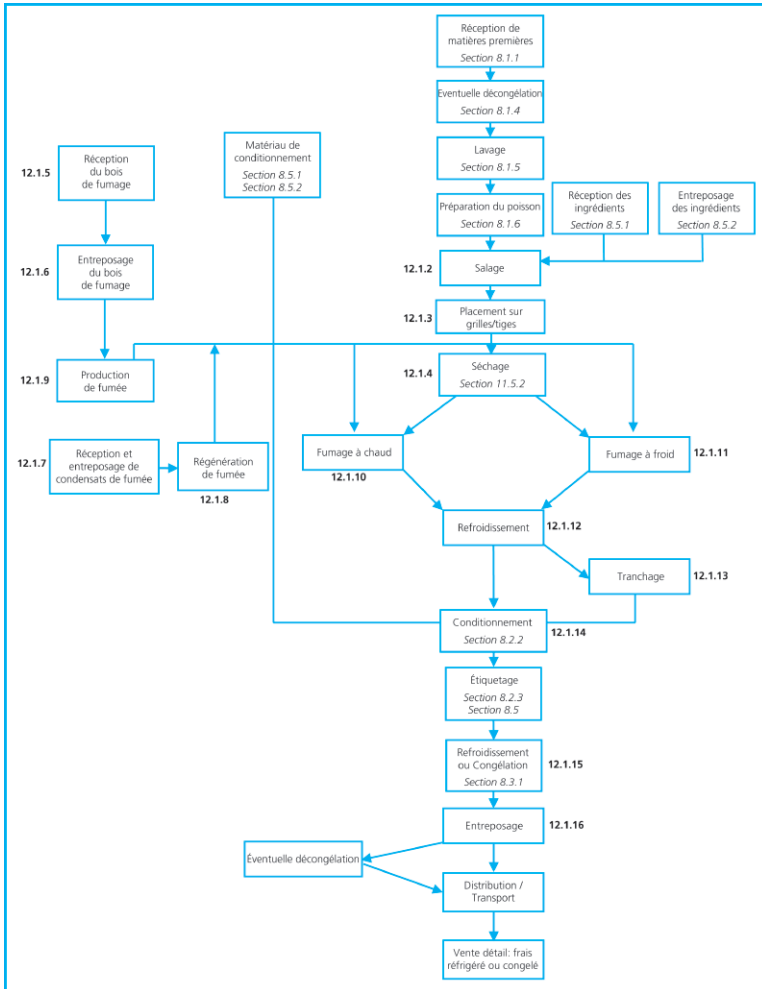 Réception de
matières premières
Section 8.1.1
Eventuelle décongélation
Section 8.1.4
Matériau de
conditionnement
Section 8.5.1
Section 8.5.2
Lavage
Section 8.1.5
12.1.5
Réception
du bois
de fumage
Préparation du poisson
Section 8.1.6
Réception des
ingrédients
Section 8.5.1
Entreposage
des ingrédients
Section 8.5.2
12.1.6
Entreposage
du bois
de fumage
12.1.2
Salage
12.1.3
Placement sur
grilles/tiges
12.1.9
Production
de fumée
12.1.4
Séchage
Section 11.5.2
12.1.7
Réception et
entreposage de
condensats de fumée
Régénération
de fumée
12.1.8
Fumage à chaud
12.1.10
Fumage à froid
12.1.11
Refroidissement
12.1.12
Tranchage
12.1.13
Conditionnement
Section 8.2.2
12.1.14
Étiquetage
Section 8.2.3
Section 8.5
Refroidissement
ou Congélation
Section 8.3.1
12.1.15
Entreposage
12.1.16
Éventuelle décongélation
Distribution /
Transport
Vente détail: frais
réfrigéré ou congelé